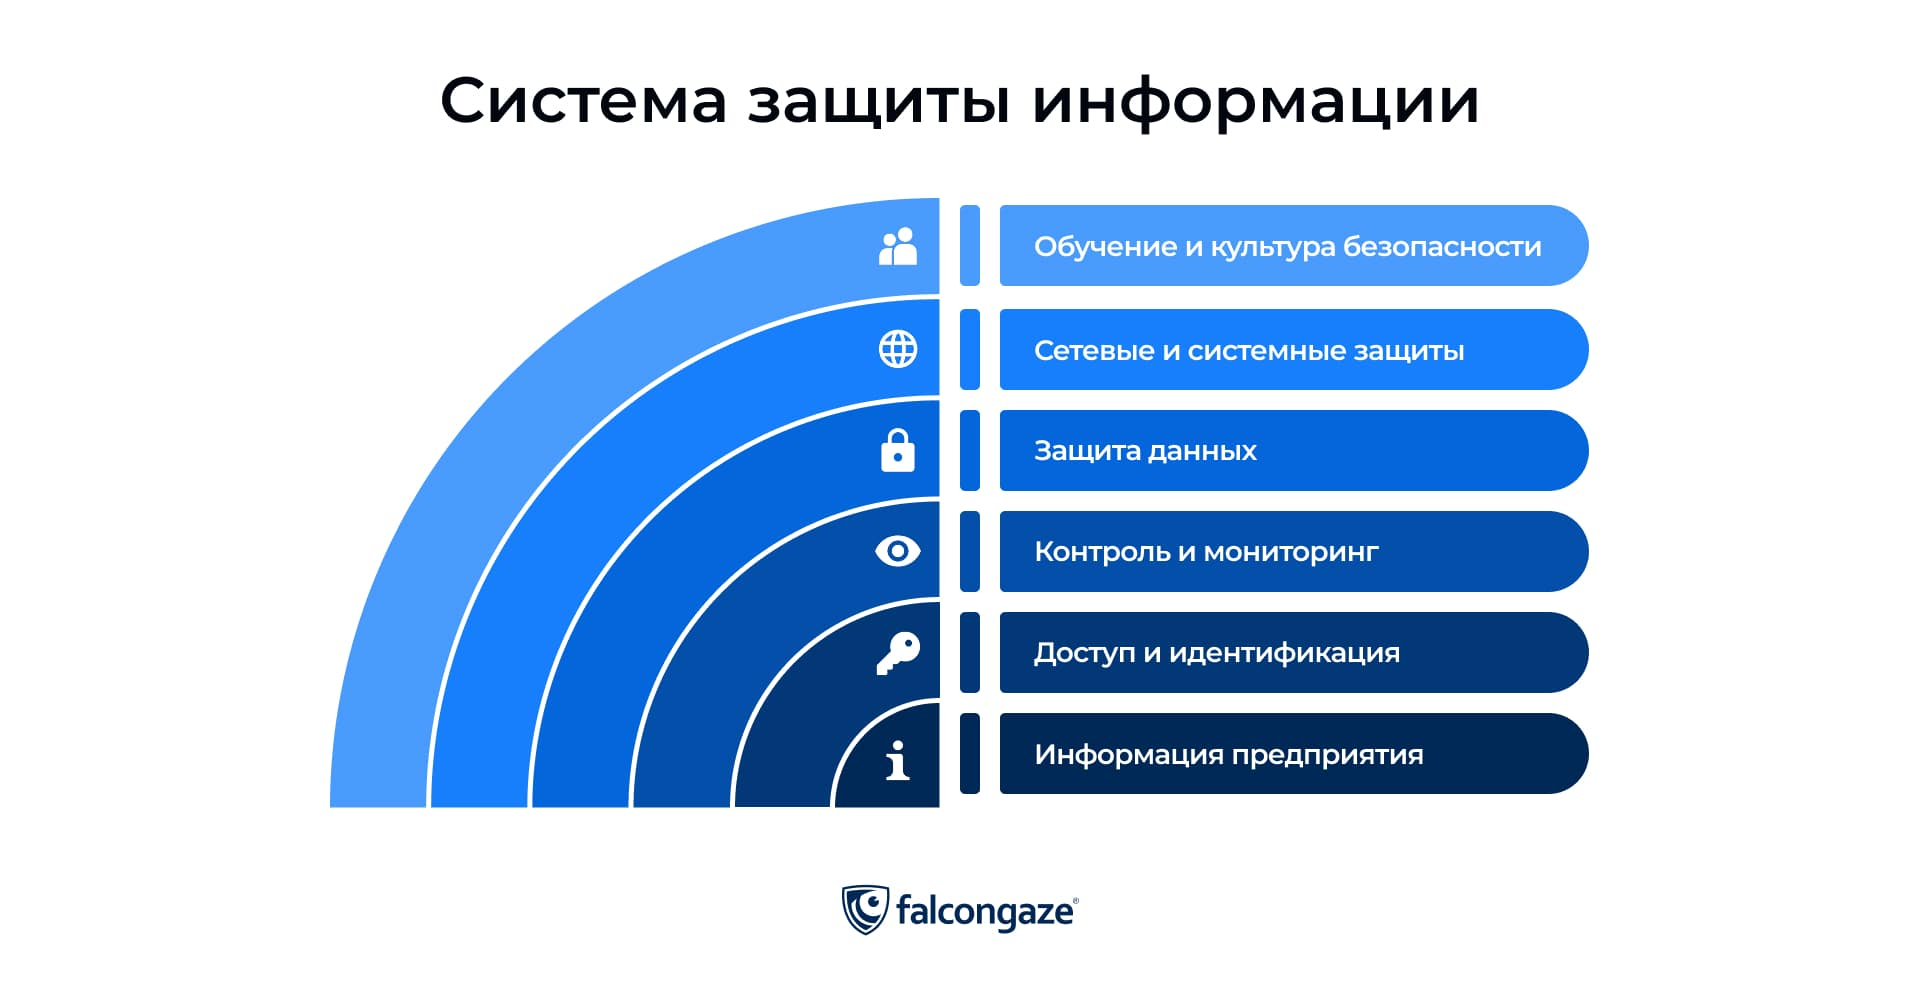 Система защиты информации
Обучение и культура безопасности
Сетевые и системные защиты
Защита данных
Контроль и мониторинг
Доступ и идентификация
Информация предприятия
falcongaze®